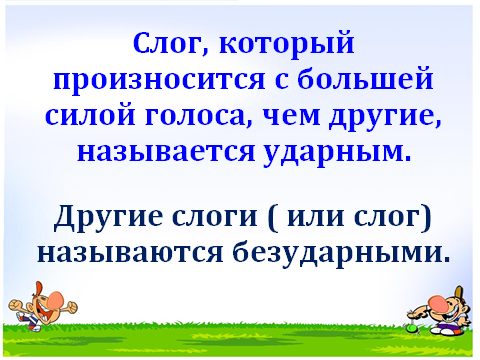 Слог, который
произносится с большей
силой голоса, чем другие,
называется ударным.
Другие слоги ( или слог)
называются безударными.